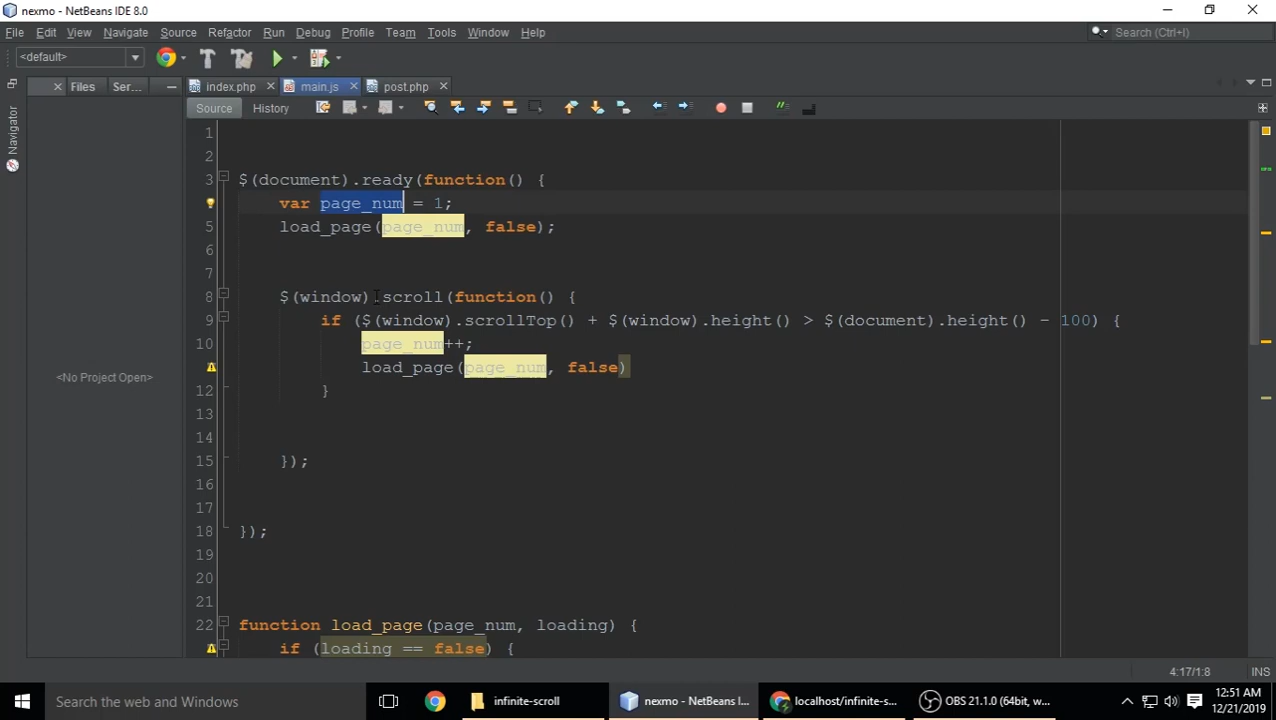 nexmo - NetBeans IDE 8.0
File Edit View Navigate Source Refactor Run Debug Profile Team Tools Window Help
Search (Ctrl+I)
<default>
Files Ser... index.php main.js post.php
Source History
Navigator
<No Project Open>
1
2
3 $(document).ready(function() {
var page_num = 1;
5 load_page(page_num, false);
6
7
8 $(window).scroll(function() {
9 if ($(window).scrollTop() + $(window).height() > $(document).height() - 100) {
10 page_num++;
load_page(page_num, false)
12 }
13
14
15 });
16
17
18 });
19
20
21
22 function load_page(page_num, loading) {
if (loading == false) {
4:17/1:8 INS
Search the web and Windows
infinite-scroll
nexmo - NetBeans I...
localhost/infinite-s...
OBS 21.1.0 (64bit, w...
12:51 AM
12/21/2019